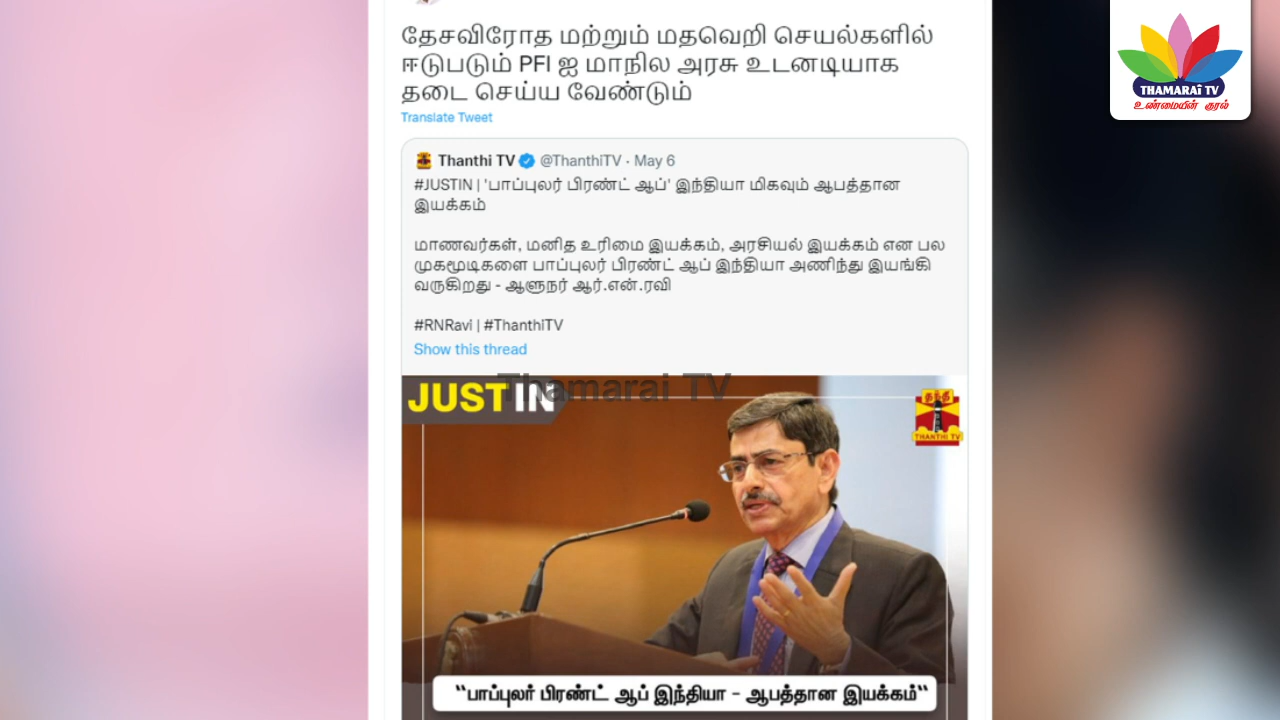 தேசவிரோத மற்றும் மதவெறி செயல்களில்
ஈடுபடும் PFI ஐ மாநில அரசு உடனடியாக
தடை செய்ய வேண்டும்
Translate Tweet
Thanthi TV @ThanthiTV · May 6
#JUSTIN | 'பாப்புலர் பிரண்ட் ஆப்' இந்தியா மிகவும் ஆபத்தான
இயக்கம்
மாணவர்கள், மனித உரிமை இயக்கம், அரசியல் இயக்கம் என பல
முகமூடிகளை பாப்புலர் பிரண்ட் ஆப் இந்தியா அணிந்து இயங்கி
வருகிறது - ஆளுநர் ஆர்.என்.ரவி
#RNRavi | #ThanthiTV
Show this thread
JUST IN
Thamarai TV
தந்தி
THANTHI TV
"பாப்புலர் பிரண்ட் ஆப் இந்தியா - ஆபத்தான இயக்கம்"
THAMARAI TV
உண்மையின் குரல்